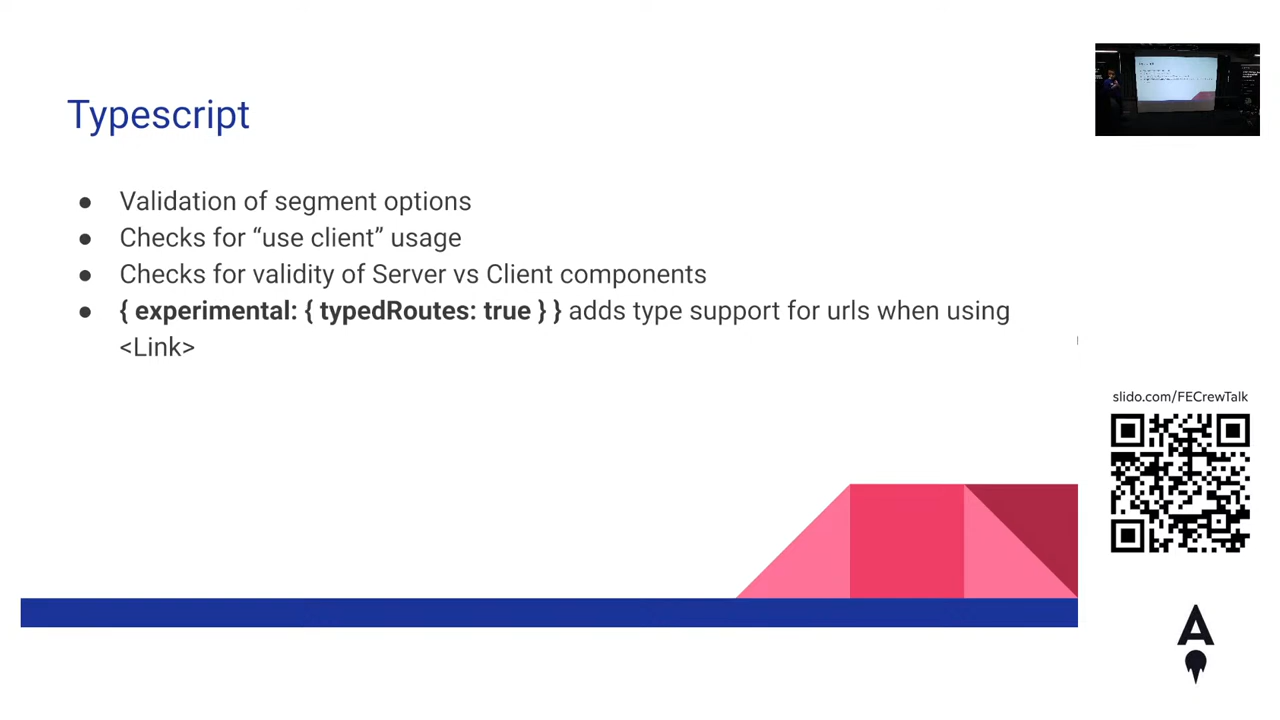 Typescript
● Validation of segment options
● Checks for “use client” usage
● Checks for validity of Server vs Client components
● { experimental: { typedRoutes: true } } adds type support for urls when using
<Link>
slido.com/FECrewTalk